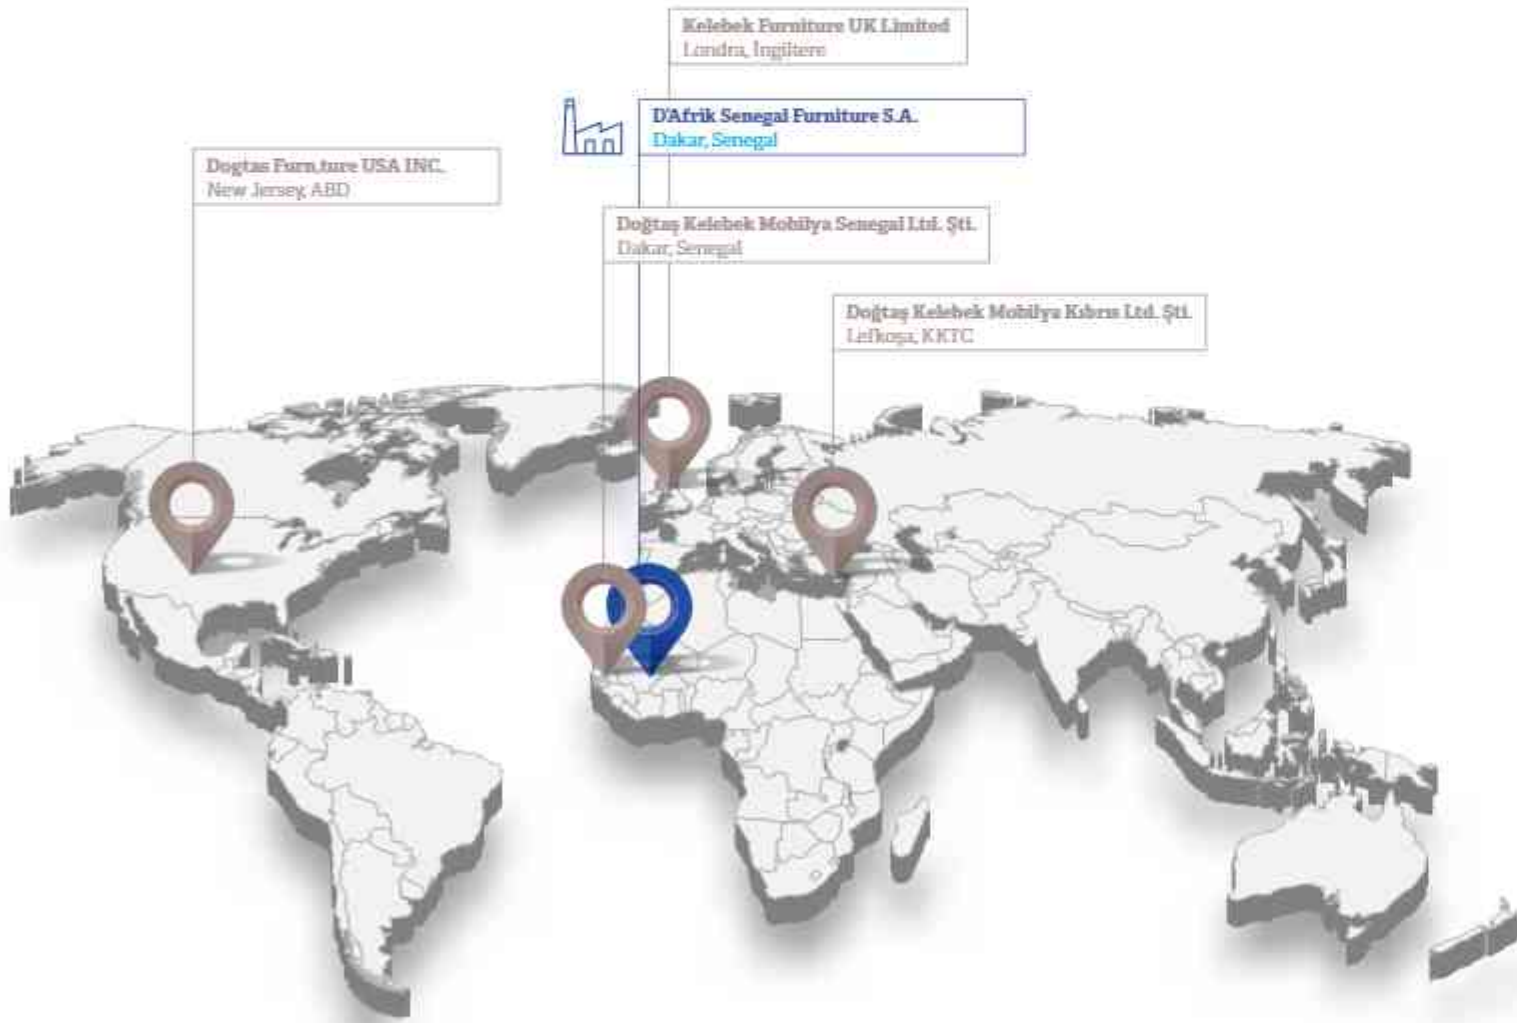 Kelebek Furniture UK Limited
Londra, İngiltere
D'Afrik Senegal Furniture S.A.
Dakar, Senegal
Dogtas Furn,ture USA INC.
New Jersey, ABD
Doğtaş Kelebek Mobilya Senegal Ltd. Şti.
Dakar, Senegal
Doğtaş Kelebek Mobilya Kıbrıs Ltd. Şti.
Lefkoşa, KKTC